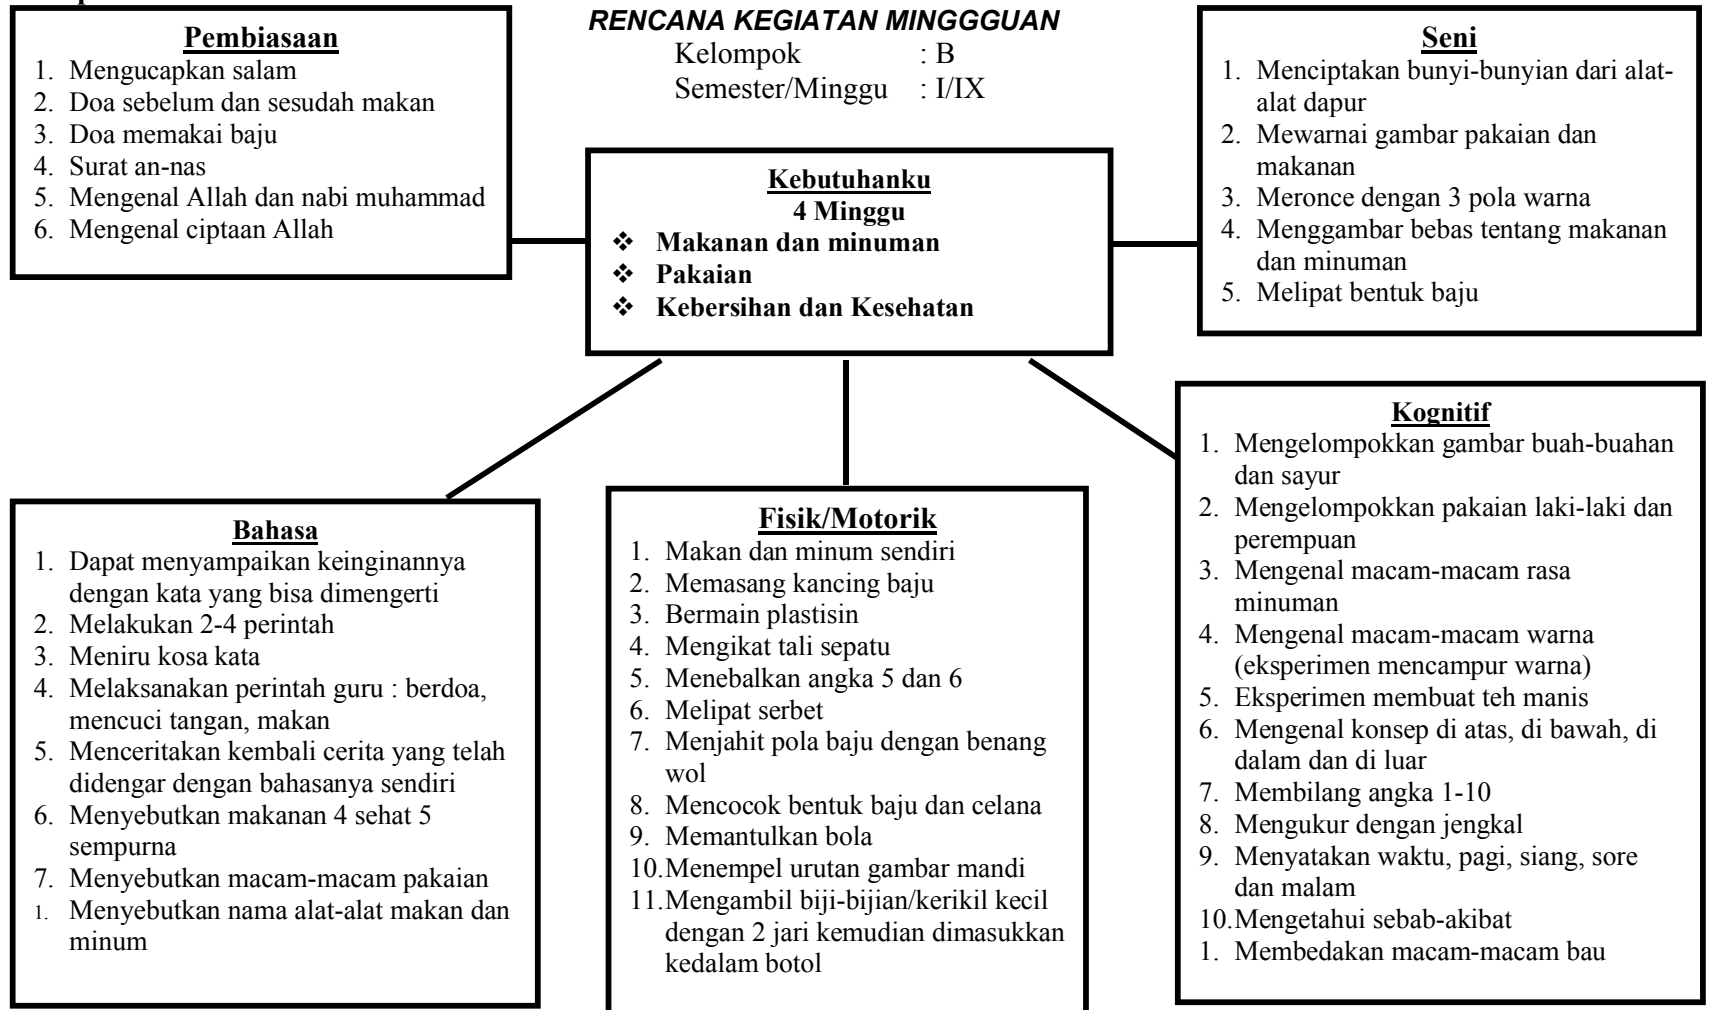 RENCANA KEGIATAN MINGGGUAN
Kelompok : B
Semester/Minggu : I/IX
Pembiasaan
1. Mengucapkan salam
2. Doa sebelum dan sesudah makan
3. Doa memakai baju
4. Surat an-nas
5. Mengenal Allah dan nabi muhammad
6. Mengenal ciptaan Allah
Kebutuhanku
4 Minggu
❖ Makanan dan minuman
❖ Pakaian
❖ Kebersihan dan Kesehatan
Seni
1. Menciptakan bunyi-bunyian dari alat-
alat dapur
2. Mewarnai gambar pakaian dan
makanan
3. Meronce dengan 3 pola warna
4. Menggambar bebas tentang makanan
dan minuman
5. Melipat bentuk baju
Bahasa
1. Dapat menyampaikan keinginannya
dengan kata yang bisa dimengerti
2. Melakukan 2-4 perintah
3. Meniru kosa kata
4. Melaksanakan perintah guru : berdoa,
mencuci tangan, makan
5. Menceritakan kembali cerita yang telah
didengar dengan bahasanya sendiri
6. Menyebutkan makanan 4 sehat 5
sempurna
7. Menyebutkan macam-macam pakaian
1. Menyebutkan nama alat-alat makan dan
minum
Fisik/Motorik
1. Makan dan minum sendiri
2. Memasang kancing baju
3. Bermain plastisin
4. Mengikat tali sepatu
5. Menebalkan angka 5 dan 6
6. Melipat serbet
7. Menjahit pola baju dengan benang
wol
8. Mencocok bentuk baju dan celana
9. Memantulkan bola
10.Menempel urutan gambar mandi
11.Mengambil biji-bijian/kerikil kecil
dengan 2 jari kemudian dimasukkan
kedalam botol
Kognitif
1. Mengelompokkan gambar buah-buahan
dan sayur
2. Mengelompokkan pakaian laki-laki dan
perempuan
3. Mengenal macam-macam rasa
minuman
4. Mengenal macam-macam warna
(eksperimen mencampur warna)
5. Eksperimen membuat teh manis
6. Mengenal konsep di atas, di bawah, di
dalam dan di luar
7. Membilang angka 1-10
8. Mengukur dengan jengkal
9. Menyatakan waktu, pagi, siang, sore
dan malam
10.Mengetahui sebab-akibat
1. Membedakan macam-macam bau